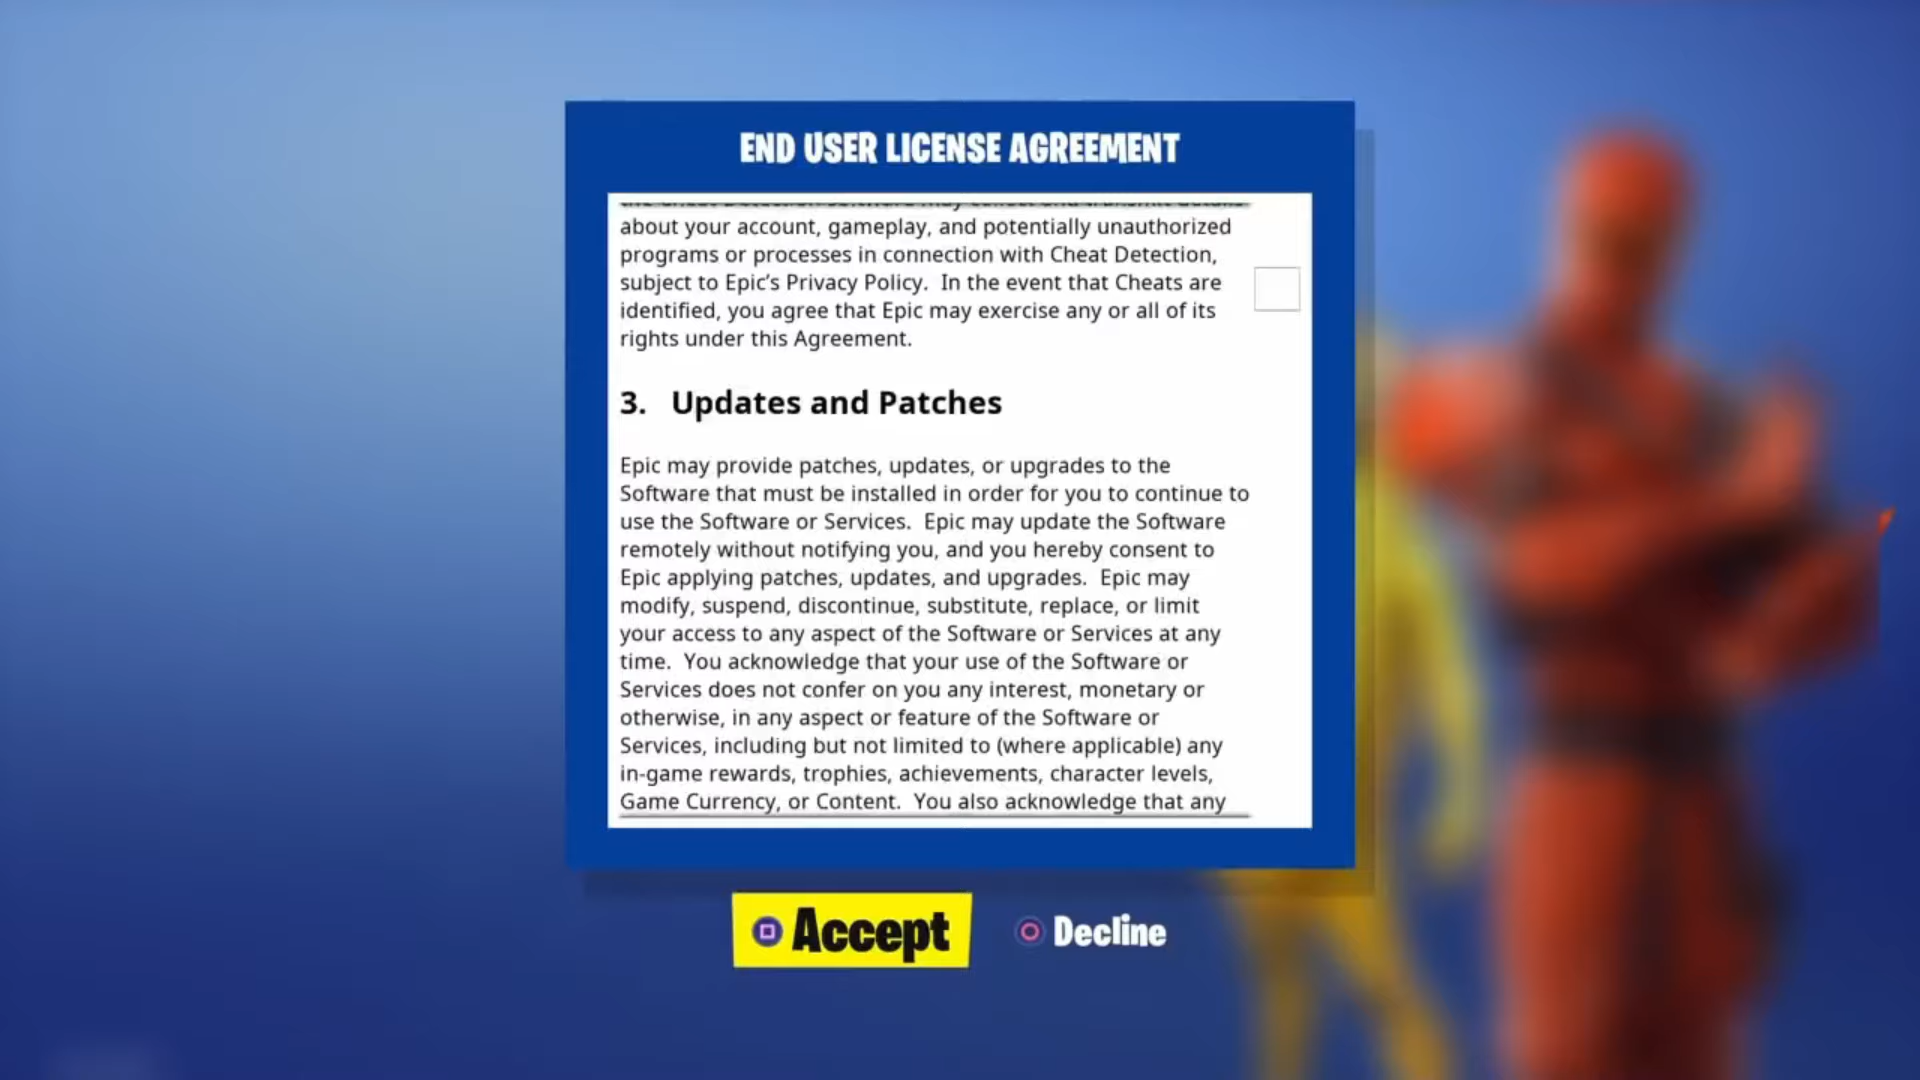 END USER LICENSE AGREEMENT
about your account, gameplay, and potentially unauthorized
programs or processes in connection with Cheat Detection,
subject to Epic’s Privacy Policy.  In the event that Cheats are
identified, you agree that Epic may exercise any or all of its
rights under this Agreement.
3. Updates and Patches
Epic may provide patches, updates, or upgrades to the
Software that must be installed in order for you to continue to
use the Software or Services.  Epic may update the Software
remotely without notifying you, and you hereby consent to
Epic applying patches, updates, and upgrades.  Epic may
modify, suspend, discontinue, substitute, replace, or limit
your access to any aspect of the Software or Services at any
time.  You acknowledge that your use of the Software or
Services does not confer on you any interest, monetary or
otherwise, in any aspect or feature of the Software or
Services, including but not limited to (where applicable) any
in-game rewards, trophies, achievements, character levels,
Game Currency, or Content.  You also acknowledge that any
Accept
Decline